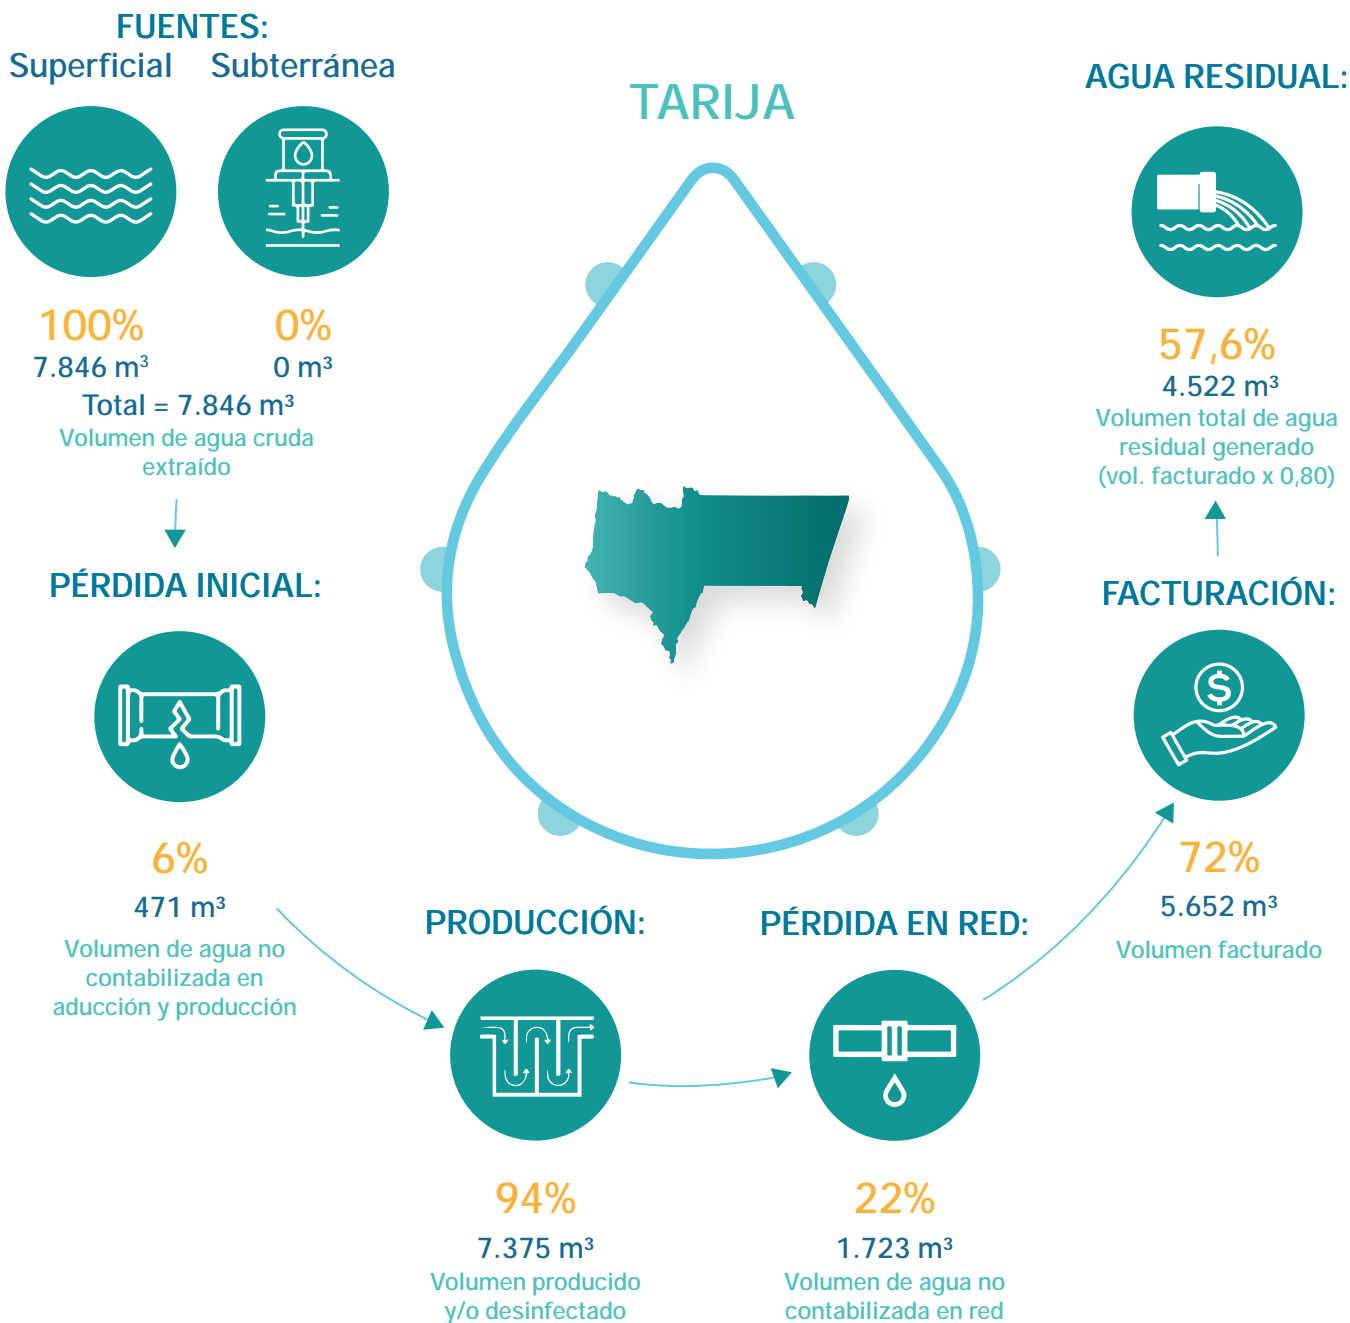 FUENTES:
Superficial Subterránea
100% 0%
7.846 m³ 0 m³
Total = 7.846 m³
Volumen de agua cruda
extraído
PÉRDIDA INICIAL:
6%
471 m³
Volumen de agua no
contabilizada en
aducción y producción
TARIJA
PRODUCCIÓN:
94%
7.375 m³
Volumen producido
y/o desinfectado
PÉRDIDA EN RED:
22%
1.723 m³
Volumen de agua no
contabilizada en red
FACTURACIÓN:
$
72%
5.652 m³
Volumen facturado
AGUA RESIDUAL:
57,6%
4.522 m³
Volumen total de agua
residual generado
(vol. facturado x 0,80)